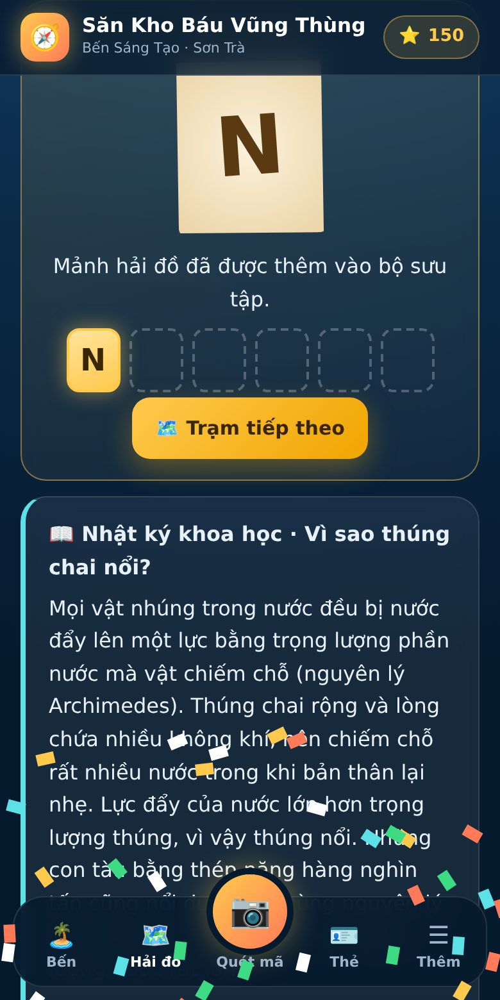 Săn Kho Báu Vũng Thùng
Bến Sáng Tạo · Sơn Trà
150
N
Mảnh hải đồ đã được thêm vào bộ sưu
tập.
N
Trạm tiếp theo
Nhật ký khoa học · Vì sao thúng
chai nổi?
Mọi vật nhúng trong nước đều bị nước
đẩy lên một lực bằng trọng lượng phần
nước mà vật chiếm chỗ (nguyên lý
Archimedes). Thúng chai rộng và lòng
chứa nhiều không khí, nên chiếm chỗ
rất nhiều nước trong khi bản thân lại
nhẹ. Lực đẩy của nước lớn hơn trọng
lượng thúng, vì vậy thúng nổi. Những
con tàu bằng thép nặng hàng nghìn
tấn cũng nổi
Bến
Hải đồ
Quét mã
Thẻ
Thêm